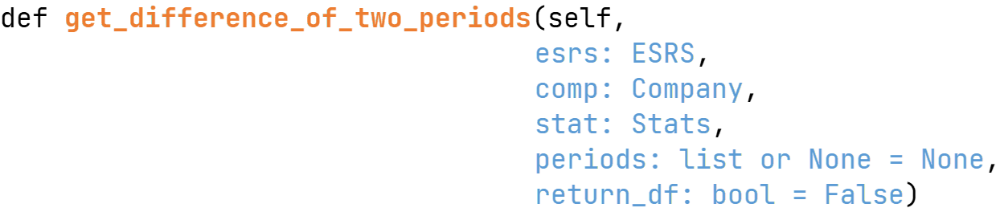 def get_difference_of_two_periods(self,
esrs: ESRS,
comp: Company,
stat: Stats,
periods: list or None = None,
return_df: bool = False)